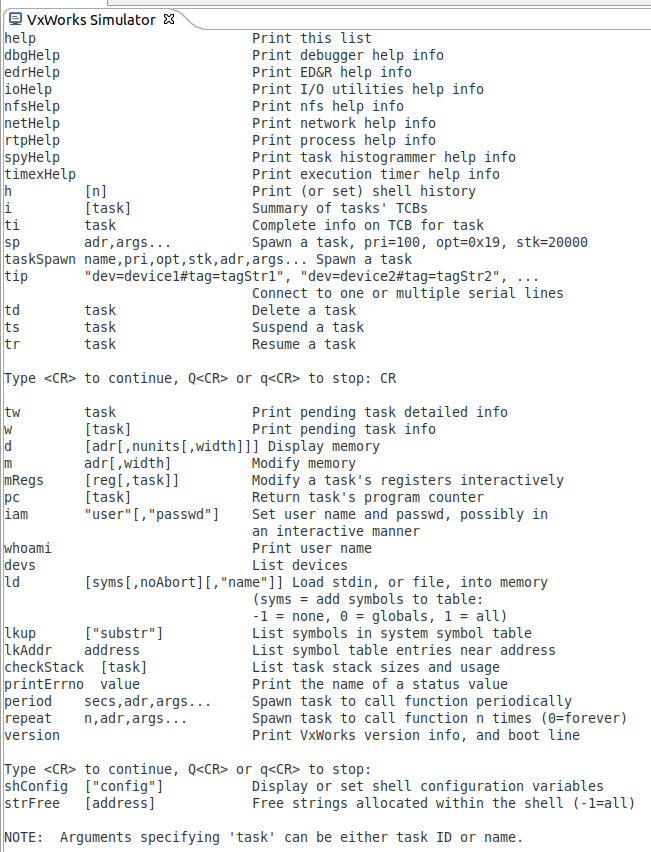 VxWorks Simulator
help                           Print this list
dbgHelp                        Print debugger help info
edrHelp                        Print ED&R help info
ioHelp                         Print I/O utilities help info
nfsHelp                        Print nfs help info
netHelp                        Print network help info
rtpHelp                        Print process help info
spyHelp                        Print task histogrammer help info
timexHelp                      Print execution timer help info
h         [n]                  Print (or set) shell history
i         [task]               Summary of tasks' TCBs
ti        task                 Complete info on TCB for task
sp        adr,args...          Spawn a task, pri=100, opt=0x19, stk=20000
taskSpawn name,pri,opt,stk,adr,args... Spawn a task
tip       "dev=device1#tag=tagStr1", "dev=device2#tag=tagStr2", ...
                               Connect to one or multiple serial lines
td        task                 Delete a task
ts        task                 Suspend a task
tr        task                 Resume a task

Type <CR> to continue, Q<CR> or q<CR> to stop: CR

tw        task                 Print pending task detailed info
w         [task]               Print pending task info
d         [adr[,nunits[,width]]] Display memory
m         adr[,width]          Modify memory
mRegs     [reg[,task]]         Modify a task's registers interactively
pc        [task]               Return task's program counter
iam       "user"[,"passwd"]    Set user name and passwd, possibly in
                               an interactive manner
whoami                         Print user name
devs                           List devices
ld        [syms[,noAbort][,"name"]] Load stdin, or file, into memory
                               (syms = add symbols to table:
                               -1 = none, 0 = globals, 1 = all)
lkup      ["substr"]           List symbols in system symbol table
lkAddr    address              List symbol table entries near address
checkStack  [task]             List task stack sizes and usage
printErrno  value              Print the name of a status value
period    secs,adr,args...     Spawn task to call function periodically
repeat    n,adr,args...        Spawn task to call function n times (0=forever)
version                        Print VxWorks version info, and boot line

Type <CR> to continue, Q<CR> or q<CR> to stop:
shConfig  ["config"]           Display or set shell configuration variables
strFree   [address]            Free strings allocated within the shell (-1=all)

NOTE:  Arguments specifying 'task' can be either task ID or name.